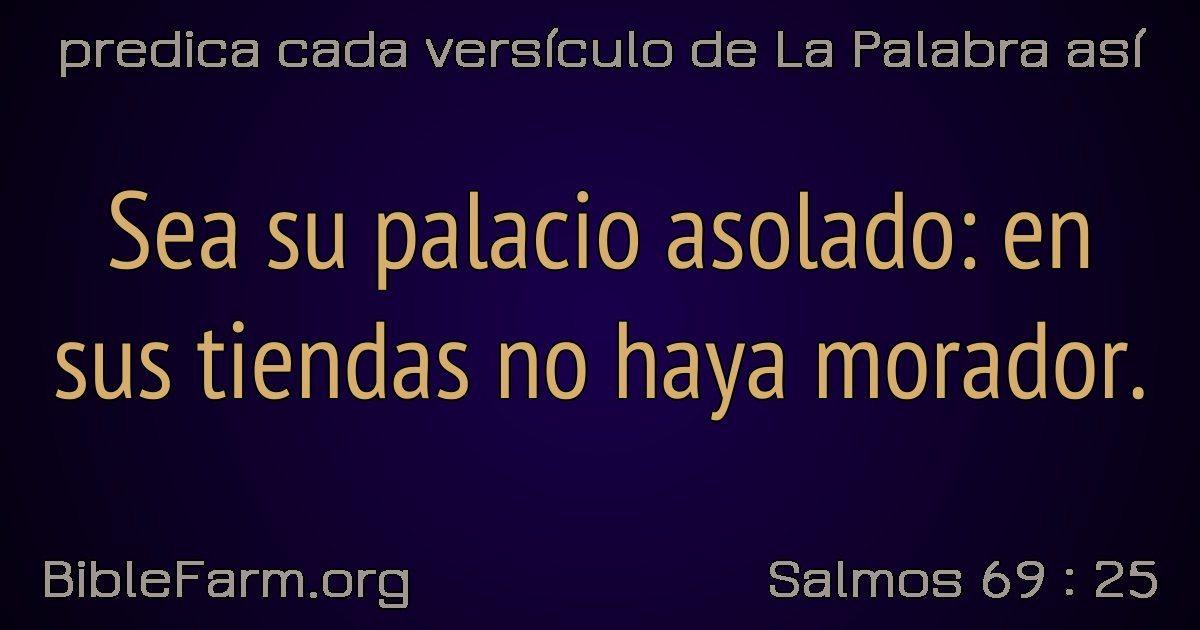 predica cada versículo de La Palabra así
Sea su palacio asolado: en
sus tiendas no haya morador.
BibleFarm.org
Salmos 69 : 25